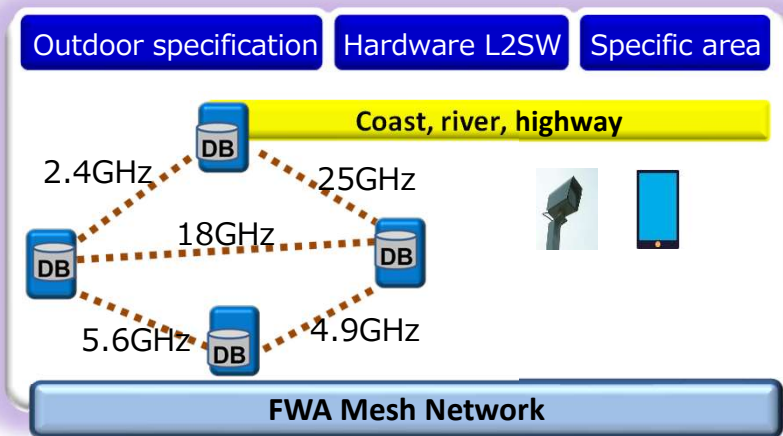 Outdoor specification
Hardware L2SW
Specific area
Coast, river, highway
DB
2.4GHz
25GHz
18GHz
DB
DB
5.6GHz
4.9GHz
DB
FWA Mesh Network